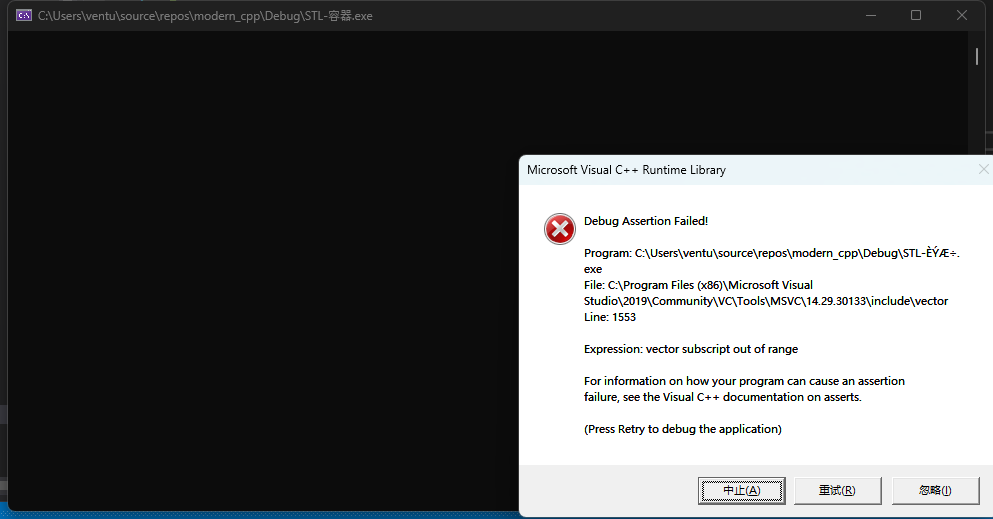 C:\Users\ventu\source\repos\modern_cpp\Debug\STL-容器.exe
Microsoft Visual C++ Runtime Library
Debug Assertion Failed!
Program: C:\Users\ventu\source\repos\modern_cpp\Debug\STL-ÈÝÆ÷.
exe
File: C:\Program Files (x86)\Microsoft Visual
Studio\2019\Community\VC\Tools\MSVC\14.29.30133\include\vector
Line: 1553
Expression: vector subscript out of range
For information on how your program can cause an assertion
failure, see the Visual C++ documentation on asserts.
(Press Retry to debug the application)
中止(A)
重试(R)
忽略(I)